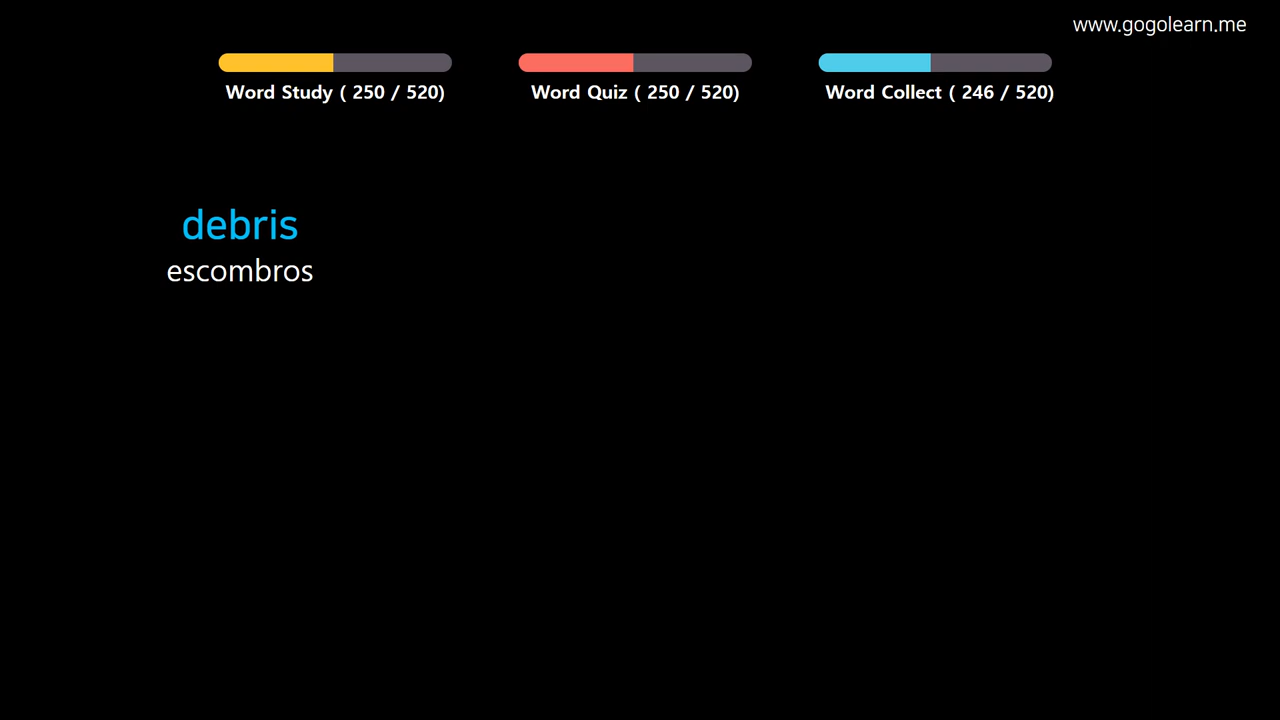 www.gogolearn.me
Word Study ( 250 / 520)
Word Quiz ( 250 / 520)
Word Collect ( 246 / 520)
debris
escombros